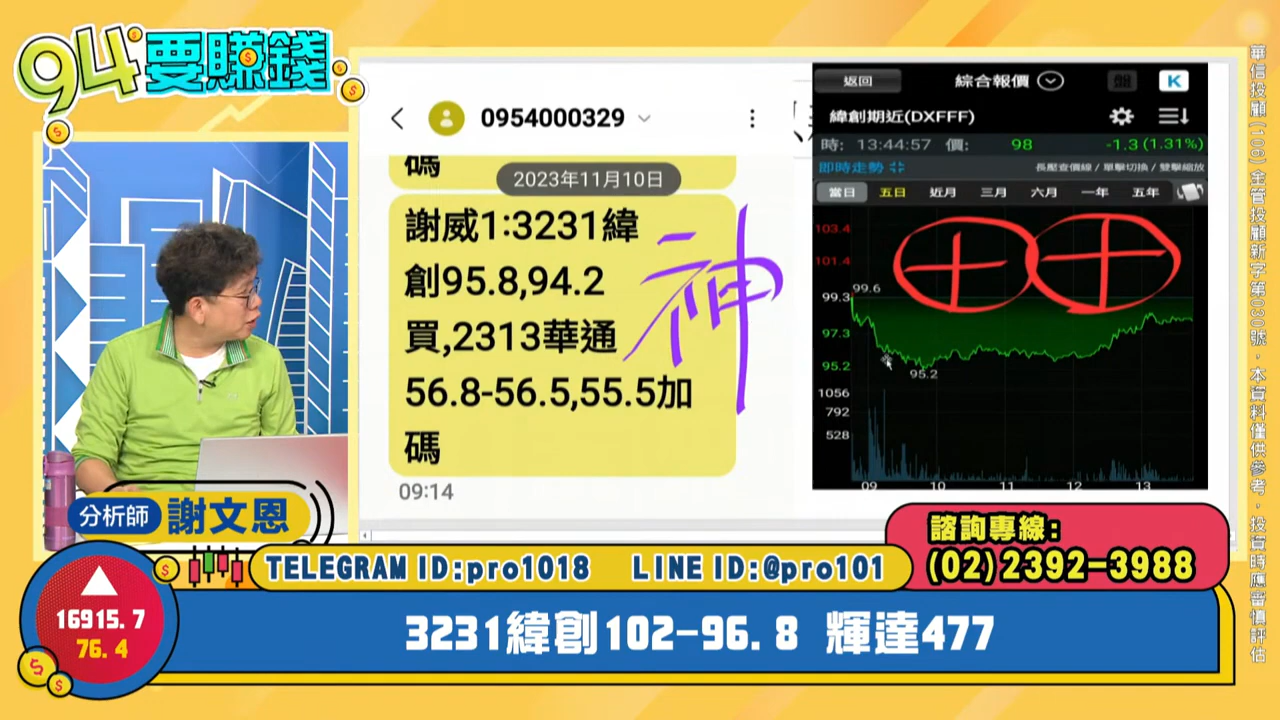 94要賺錢
0954000329
碼
2023年11月10日
謝威1:3231緯
創95.8,94.2
買,2313華通
56.8-56.5,55.5加
碼
09:14
神
返回
綜合報價
K
緯創期近(DXFFF)
時: 13:44:57 價: 98 -1.3(1.31%)
即時走勢
長壓查價線 / 單擊切換 / 雙擊縮放
當日 五日 近月 三月 六月 一年 五年
103.4
101.4
99.6
99.3
97.3
95.2
95.2
1056
792
528
09 10 11 12 13
華信投顧(108)金管投顧新字第030號,本資料僅供參考,投資時應審慎評估
分析師 謝文恩
TELEGRAM ID:pro1018 LINE ID:@pro101
諮詢專線:
(02)2392-3988
16915.7
76.4
3231緯創102-96.8 輝達477